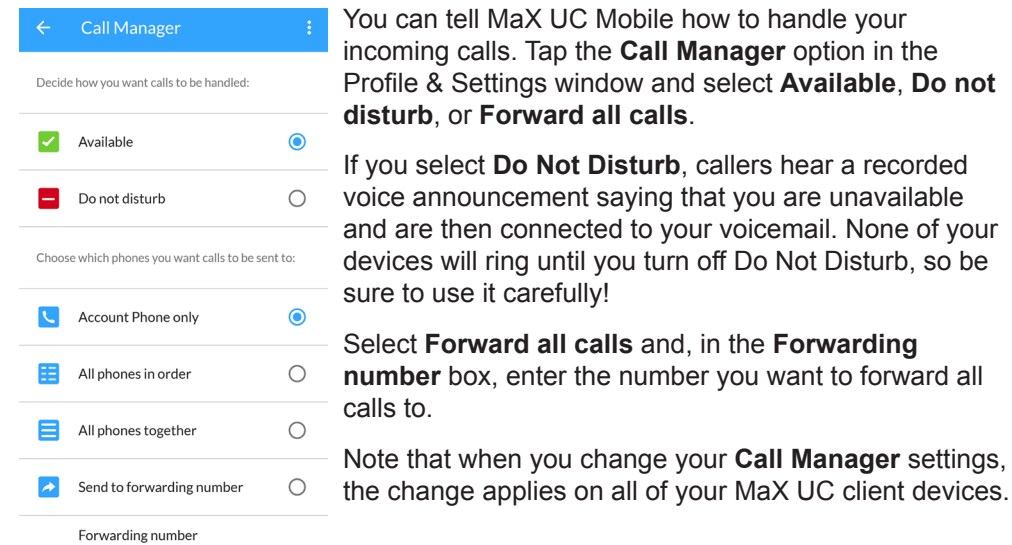 Call Manager
Decide how you want calls to be handled:
Available
Do not disturb
Choose which phones you want calls to be sent to:
Account Phone only
All phones in order
All phones together
Send to forwarding number
Forwarding number
You can tell MaX UC Mobile how to handle your
incoming calls. Tap the Call Manager option in the
Profile & Settings window and select Available, Do not
disturb, or Forward all calls.
If you select Do Not Disturb, callers hear a recorded
voice announcement saying that you are unavailable
and are then connected to your voicemail. None of your
devices will ring until you turn off Do Not Disturb, so be
sure to use it carefully!
Select Forward all calls and, in the Forwarding
number box, enter the number you want to forward all
calls to.
Note that when you change your Call Manager settings,
the change applies on all of your MaX UC client devices.